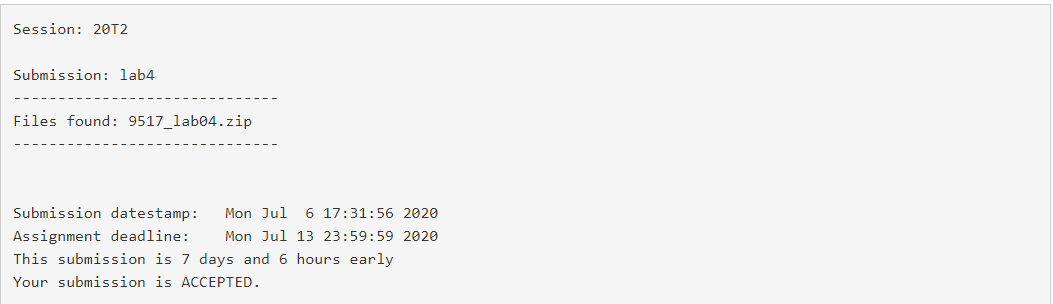 Session: 20T2
Submission: lab4
------------------------------
Files found: 9517_lab04.zip
------------------------------
Submission datestamp:   Mon Jul  6 17:31:56 2020
Assignment deadline:    Mon Jul 13 23:59:59 2020
This submission is 7 days and 6 hours early
Your submission is ACCEPTED.